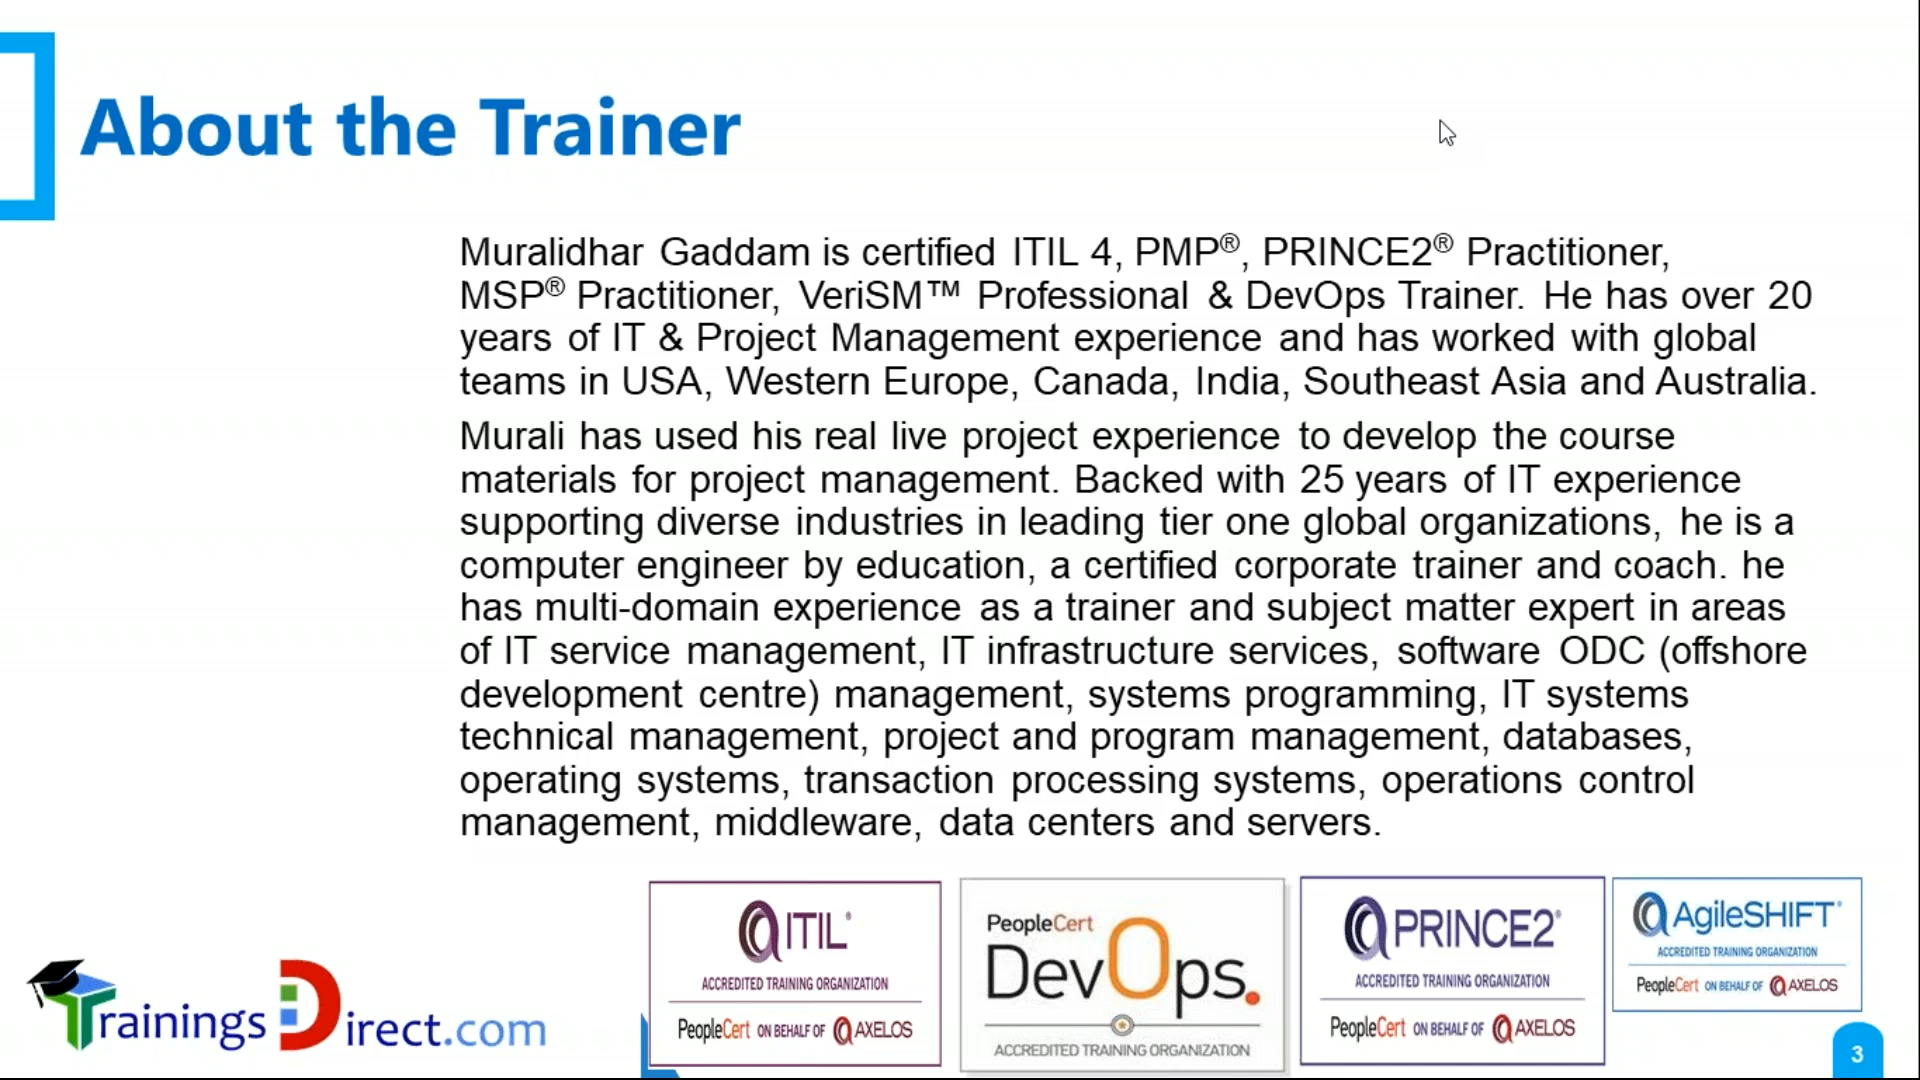 About the Trainer
Muralidhar Gaddam is certified ITIL 4, PMP®, PRINCE2® Practitioner,
MSP® Practitioner, VeriSM™ Professional & DevOps Trainer. He has over 20
years of IT & Project Management experience and has worked with global
teams in USA, Western Europe, Canada, India, Southeast Asia and Australia.
Murali has used his real live project experience to develop the course
materials for project management. Backed with 25 years of IT experience
supporting diverse industries in leading tier one global organizations, he is a
computer engineer by education, a certified corporate trainer and coach. he
has multi-domain experience as a trainer and subject matter expert in areas
of IT service management, IT infrastructure services, software ODC (offshore
development centre) management, systems programming, IT systems
technical management, project and program management, databases,
operating systems, transaction processing systems, operations control
management, middleware, data centers and servers.
TrainingsDirect.com
ITIL®
ACCREDITED TRAINING ORGANIZATION
PeopleCert ON BEHALF OF AXELOS
PeopleCert
DevOps.
ACCREDITED TRAINING ORGANIZATION
PRINCE2®
ACCREDITED TRAINING ORGANIZATION
PeopleCert ON BEHALF OF AXELOS
AgileSHIFT®
ACCREDITED TRAINING ORGANIZATION
PeopleCert ON BEHALF OF AXELOS
3